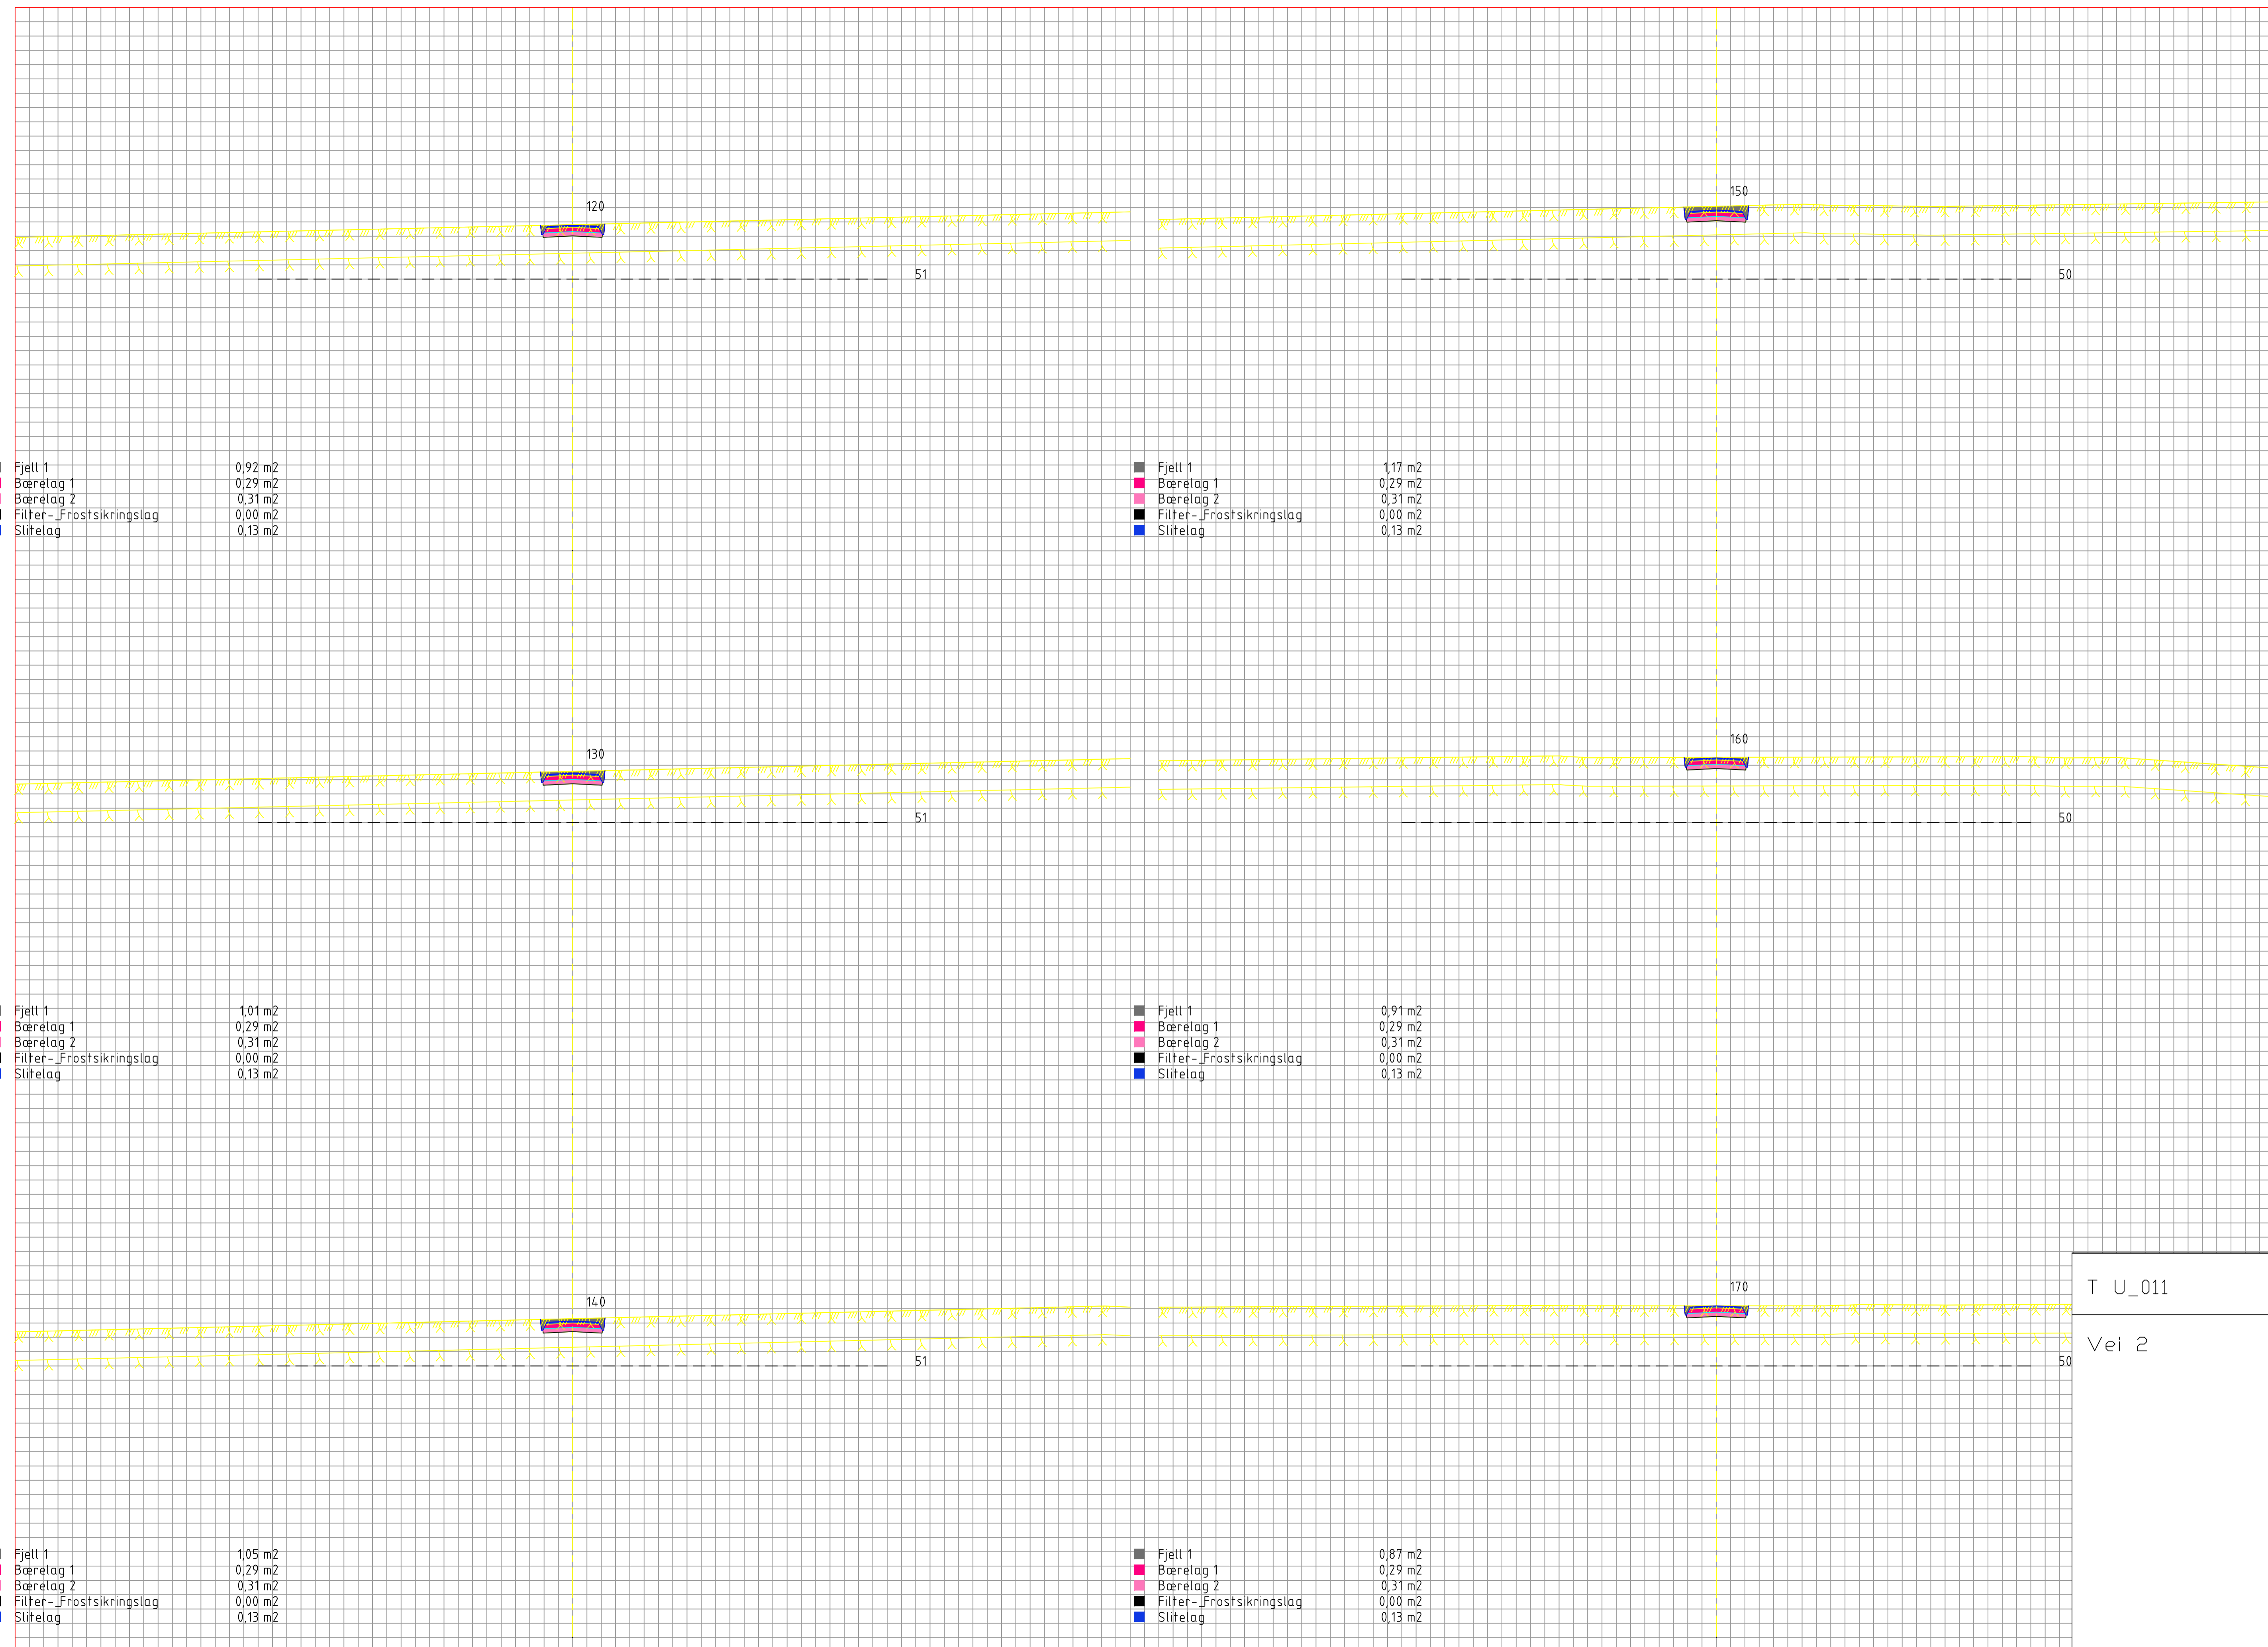 120
51
Fjell 1 0,92 m2
Bærelag 1 0,29 m2
Bærelag 2 0,31 m2
Filter-_Frostsikringslag 0,00 m2
Slitelag 0,13 m2
130
51
Fjell 1 1,01 m2
Bærelag 1 0,29 m2
Bærelag 2 0,31 m2
Filter-_Frostsikringslag 0,00 m2
Slitelag 0,13 m2
140
51
Fjell 1 1,05 m2
Bærelag 1 0,29 m2
Bærelag 2 0,31 m2
Filter-_Frostsikringslag 0,00 m2
Slitelag 0,13 m2
150
50
Fjell 1 1,17 m2
Bærelag 1 0,29 m2
Bærelag 2 0,31 m2
Filter-_Frostsikringslag 0,00 m2
Slitelag 0,13 m2
160
50
Fjell 1 0,91 m2
Bærelag 1 0,29 m2
Bærelag 2 0,31 m2
Filter-_Frostsikringslag 0,00 m2
Slitelag 0,13 m2
170
50
Fjell 1 0,87 m2
Bærelag 1 0,29 m2
Bærelag 2 0,31 m2
Filter-_Frostsikringslag 0,00 m2
Slitelag 0,13 m2
T U_011
Vei 2